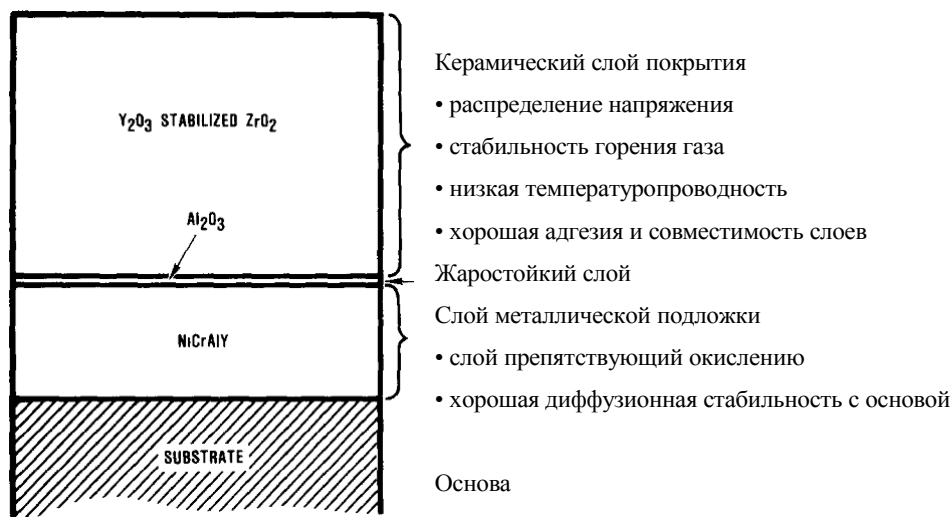 Керамический слой покрытия
• распределение напряжения
Y₂O₃ STABILIZED ZrO₂
• стабильность горения газа
• низкая температуропроводность
Al₂O₃
• хорошая адгезия и совместимость слоев
Жаростойкий слой
Слой металлической подложки
NiCrAlY
• слой препятствующий окислению
• хорошая диффузионная стабильность с основой
SUBSTRATE
Основа